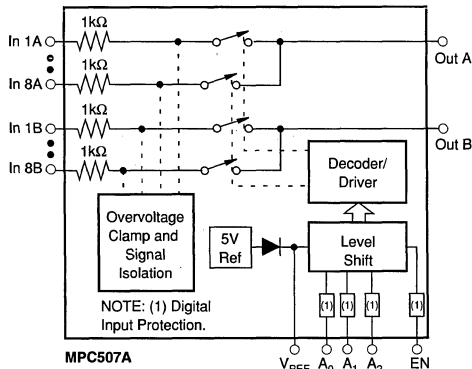 1kΩ
In 1A
Out A
1kΩ
In 8A
1kΩ
In 1B
Out B
1kΩ
In 8B
Decoder/
Driver
Overvoltage
Clamp and
Signal
Isolation
5V
Ref
Level
Shift
NOTE: (1) Digital
Input Protection.
(1) (1) (1) (1)
MPC507A
VREF A0 A1 A2 EN